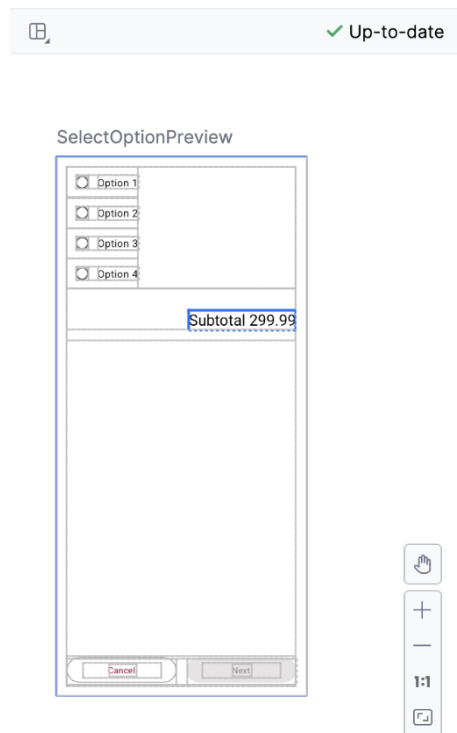 Up-to-date
SelectOptionPreview
Option 1
Option 2
Option 3
Option 4
Subtotal 299.99
Cancel
Next
1:1